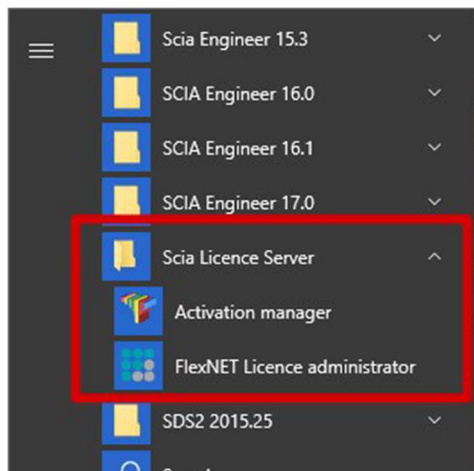 Scia Engineer 15.3
SCIA Engineer 16.0
SCIA Engineer 16.1
SCIA Engineer 17.0
Scia Licence Server
Activation manager
FlexNET Licence administrator
SDS2 2015.25